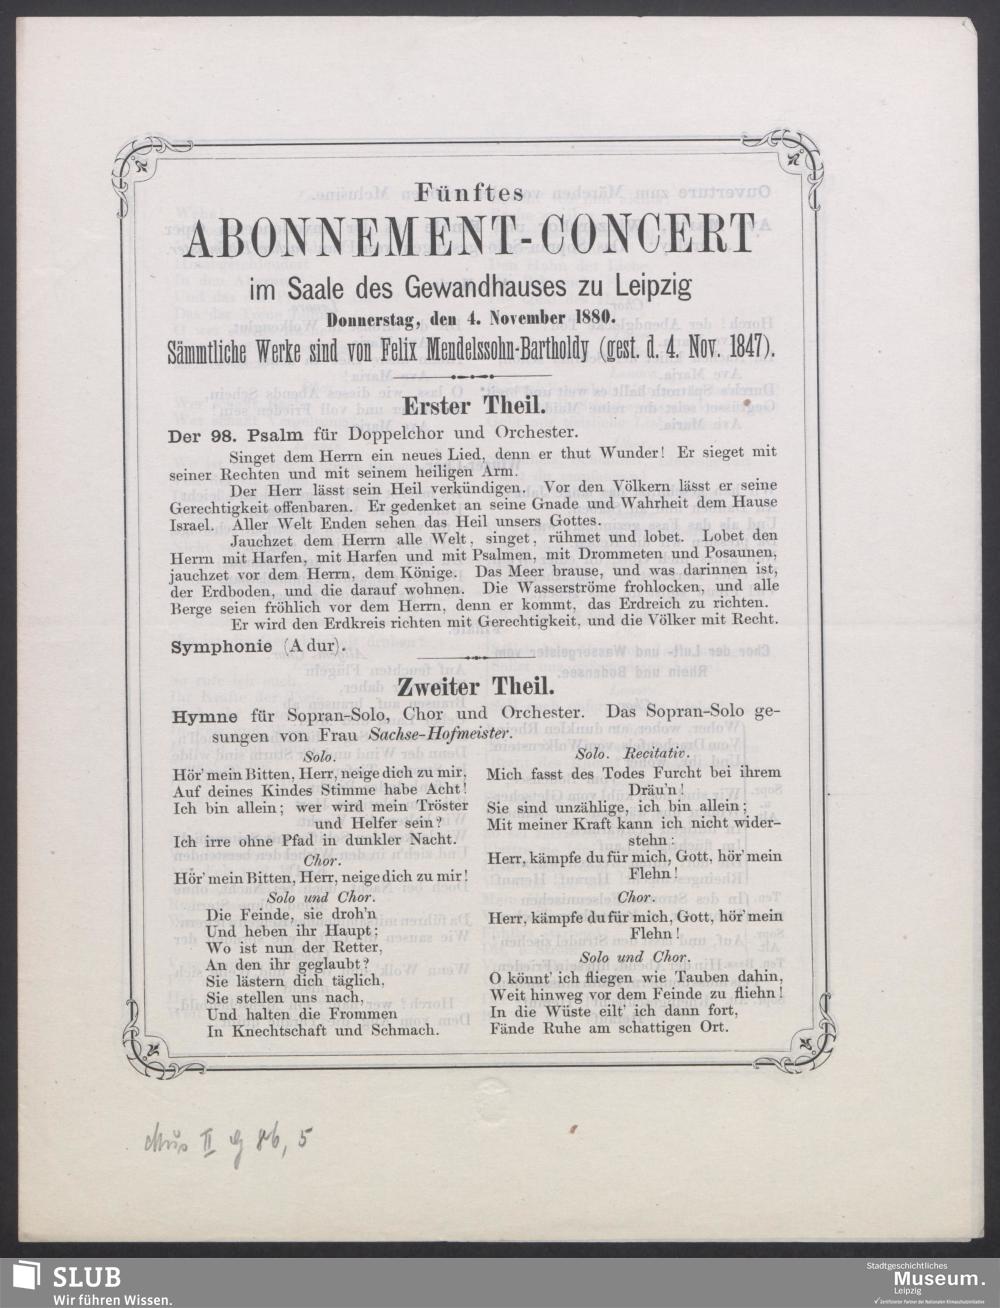 Fünftes
ABONNEMENT-CONCERT
im Saale des Gewandhauses zu Leipzig
Donnerstag, den 4. November 1880.
Sämmtliche Werke sind von Felix Mendelssohn-Bartholdy (gest. d. 4. Nov. 1847).
Erster Theil.
Der 98. Psalm für Doppelchor und Orchester.
Singet dem Herrn ein neues Lied, denn er thut Wunder! Er sieget mit
seiner Rechten und mit seinem heiligen Arm.
Der Herr lässt sein Heil verkündigen. Vor den Völkern lässt er seine
Gerechtigkeit offenbaren. Er gedenket an seine Gnade und Wahrheit dem Hause
Israel. Aller Welt Enden sehen das Heil unsers Gottes.
Jauchzet dem Herrn alle Welt, singet, rühmet und lobet. Lobet den
Herrn mit Harfen, mit Harfen und mit Psalmen, mit Drommeten und Posaunen,
jauchzet vor dem Herrn, dem Könige. Das Meer brause, und was darinnen ist,
der Erdboden, und die darauf wohnen. Die Wasserströme frohlocken, und alle
Berge seien fröhlich vor dem Herrn, denn er kommt, das Erdreich zu richten.
Er wird den Erdkreis richten mit Gerechtigkeit, und die Völker mit Recht.
Symphonie (A dur).
Zweiter Theil.
Hymne für Sopran-Solo, Chor und Orchester. Das Sopran-Solo ge-
sungen von Frau Sachse-Hofmeister.
Solo.
Hör' mein Bitten, Herr, neige dich zu mir,
Auf deines Kindes Stimme habe Acht!
Ich bin allein; wer wird mein Tröster
und Helfer sein?
Ich irre ohne Pfad in dunkler Nacht.
Chor.
Hör' mein Bitten, Herr, neige dich zu mir!
Solo und Chor.
Die Feinde, sie droh'n
Und heben ihr Haupt;
Wo ist nun der Retter,
An den ihr geglaubt?
Sie lästern dich täglich,
Sie stellen uns nach,
Und halten die Frommen
In Knechtschaft und Schmach.
Solo. Recitativ.
Mich fasst des Todes Furcht bei ihrem
Dräu'n!
Sie sind unzählige, ich bin allein;
Mit meiner Kraft kann ich nicht wider-
stehn:
Herr, kämpfe du für mich, Gott, hör' mein
Flehn!
Chor.
Herr, kämpfe du für mich, Gott, hör' mein
Flehn!
Solo und Chor.
O könnt' ich fliegen wie Tauben dahin,
Weit hinweg vor dem Feinde zu fliehn!
In die Wüste eilt' ich dann fort,
Fände Ruhe am schattigen Ort.
Mus II g 86, 5
SLUB
Wir führen Wissen.
Stadtgeschichtliches
Museum.
Leipzig
Zertifizierter Partner der Nationalen Klimaschutzinitiative